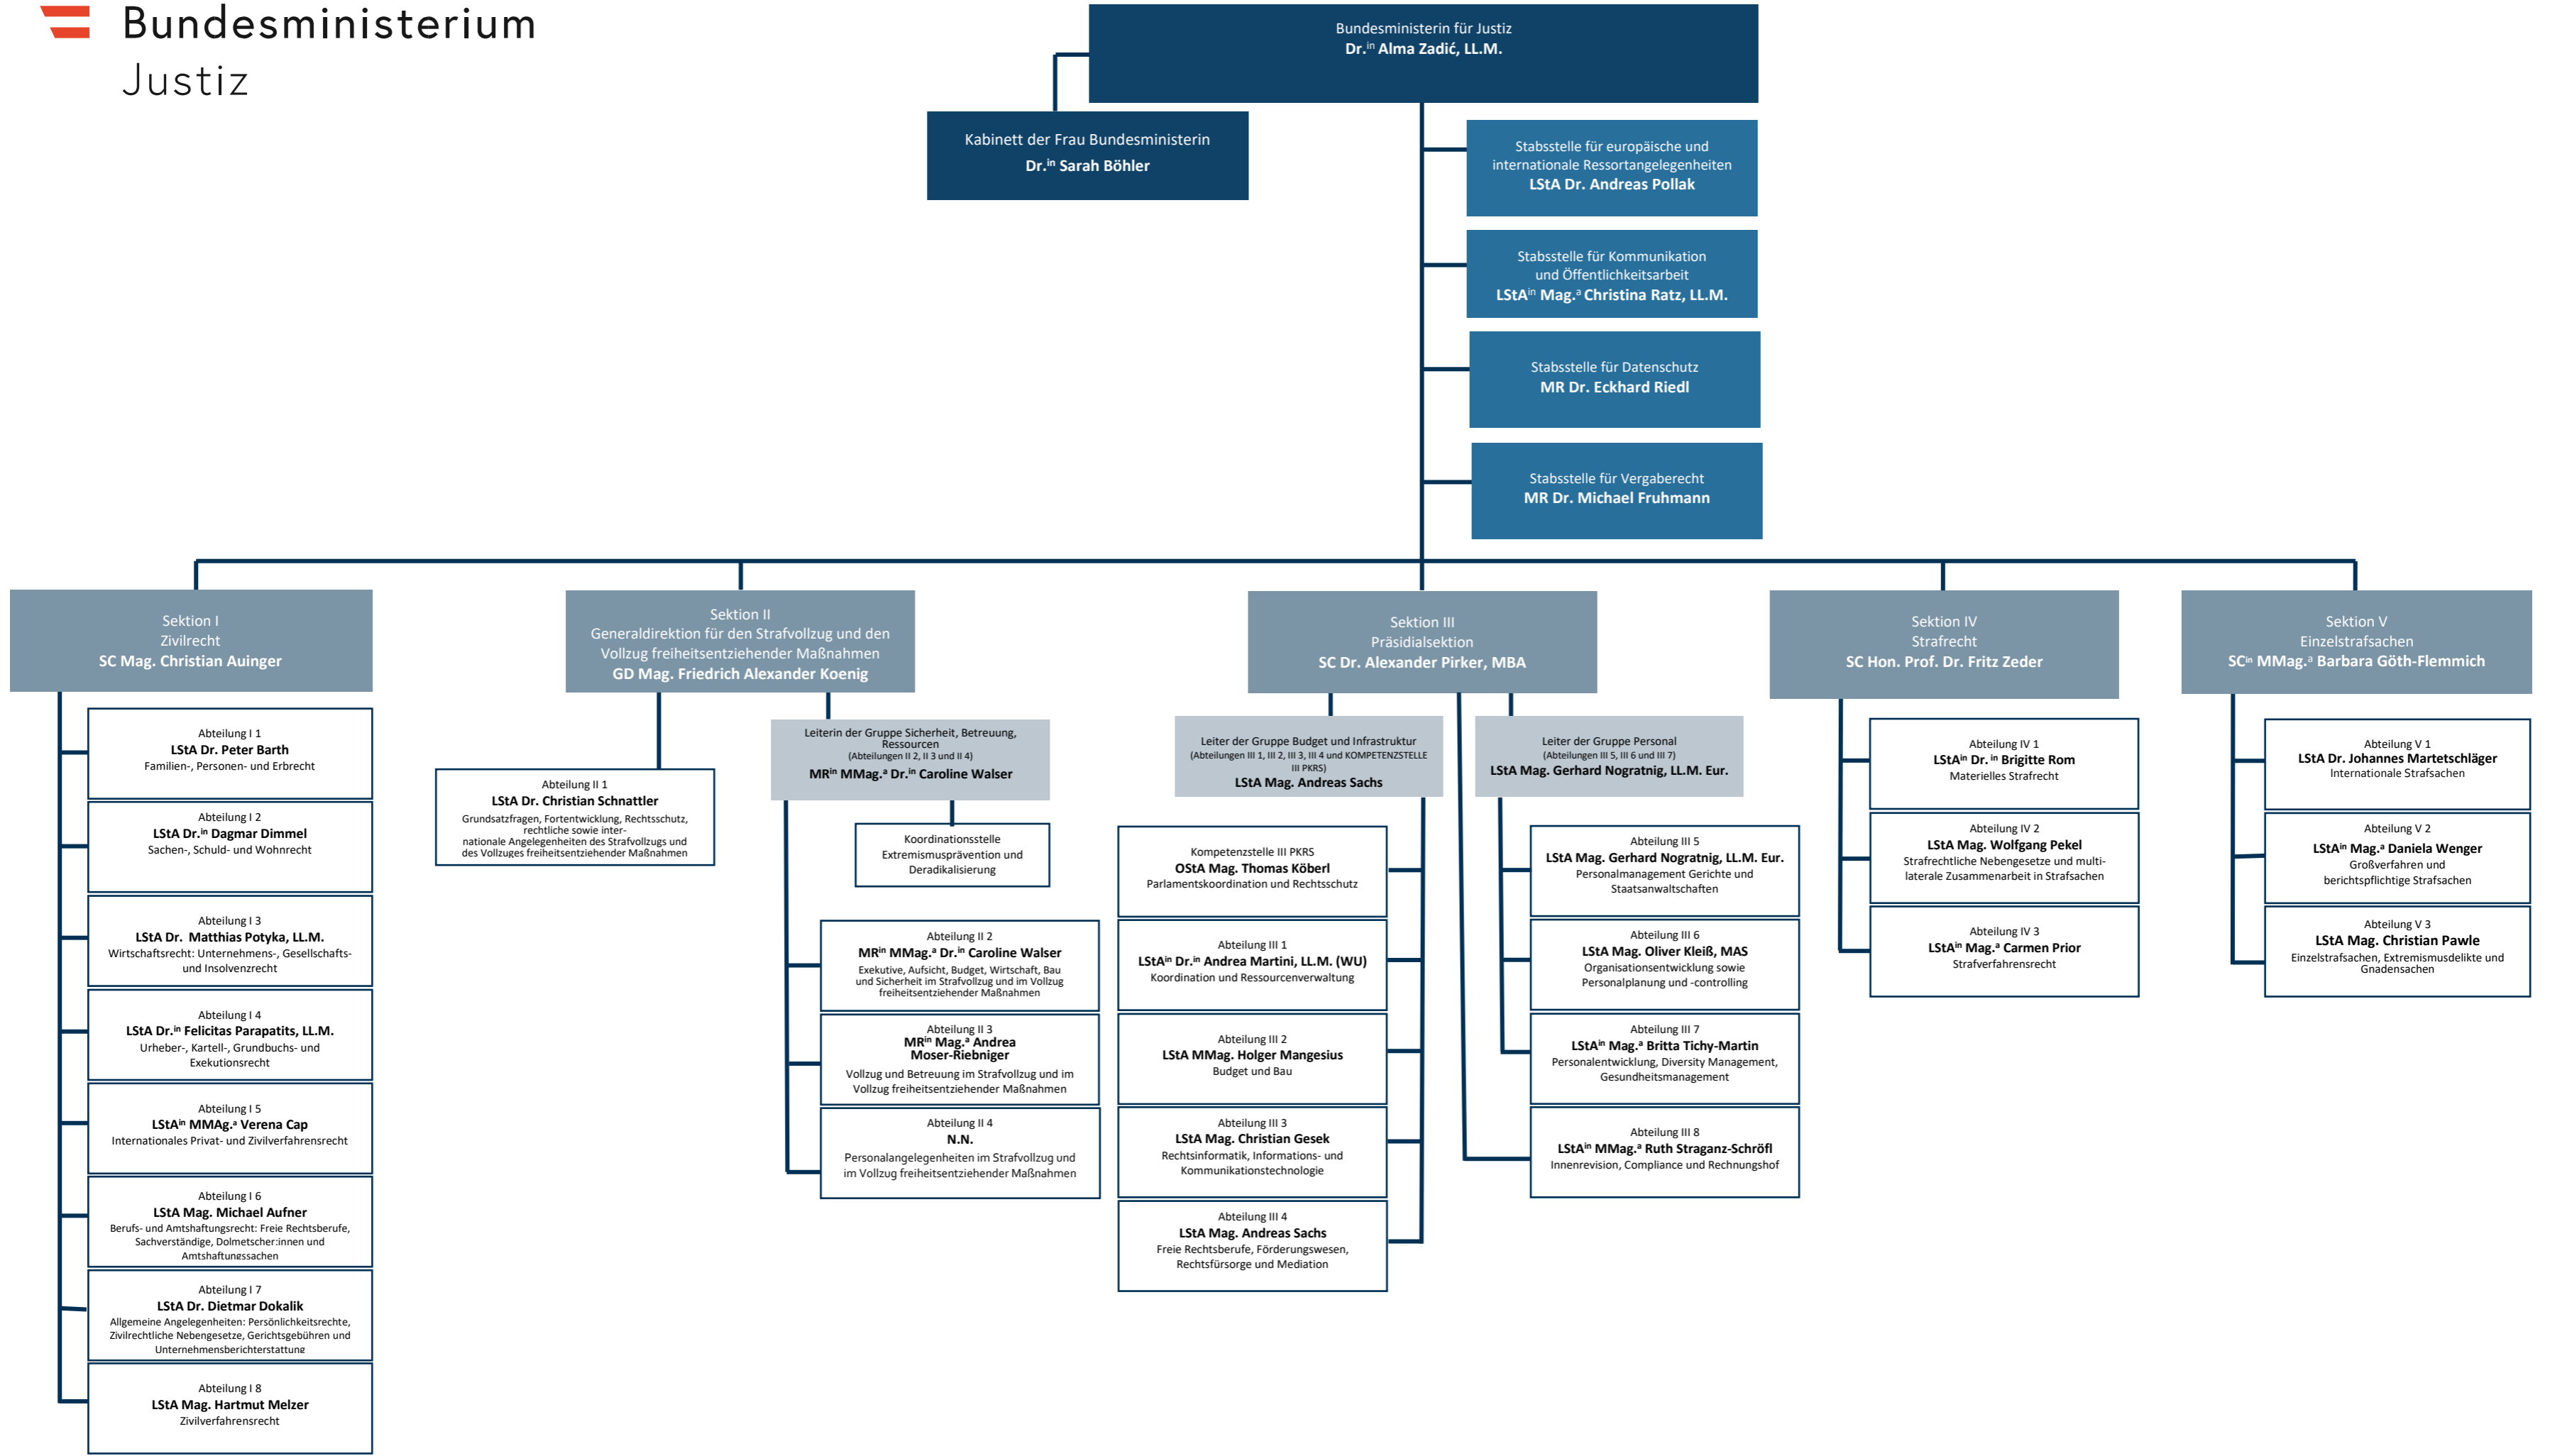 Bundesministerium
Justiz
Bundesministerin für Justiz
Dr.in Alma Zadić, LL.M.
Kabinett der Frau Bundesministerin
Dr.in Sarah Böhler
Stabsstelle für europäische und
internationale Ressortangelegenheiten
LStA Dr. Andreas Pollak
Stabsstelle für Kommunikation
und Öffentlichkeitsarbeit
LStAin Mag.a Christina Ratz, LL.M.
Stabsstelle für Datenschutz
MR Dr. Eckhard Riedl
Stabsstelle für Vergaberecht
MR Dr. Michael Fruhmann
Sektion I
Zivilrecht
SC Mag. Christian Auinger
Abteilung I 1
LStA Dr. Peter Barth
Familien-, Personen- und Erbrecht
Abteilung I 2
LStA Dr.in Dagmar Dimmel
Sachen-, Schuld- und Wohnrecht
Abteilung I 3
LStA Dr. Matthias Potyka, LL.M.
Wirtschaftsrecht: Unternehmens-, Gesellschafts-
und Insolvenzrecht
Abteilung I 4
LStA Dr.in Felicitas Parapatits, LL.M.
Urheber-, Kartell-, Grundbuchs- und
Exekutionsrecht
Abteilung I 5
LStAin MMAg.a Verena Cap
Internationales Privat- und Zivilverfahrensrecht
Abteilung I 6
LStA Mag. Michael Aufner
Berufs- und Amtshaftungsrecht: Freie Rechtsberufe,
Sachverständige, Dolmetscher:innen und
Amtshaftungssachen
Abteilung I 7
LStA Dr. Dietmar Dokalik
Allgemeine Angelegenheiten: Persönlichkeitsrechte,
Zivilrechtliche Nebengesetze, Gerichtsgebühren und
Unternehmensberichterstattung
Abteilung I 8
LStA Mag. Hartmut Melzer
Zivilverfahrensrecht
Sektion II
Generaldirektion für den Strafvollzug und den
Vollzug freiheitsentziehender Maßnahmen
GD Mag. Friedrich Alexander Koenig
Abteilung II 1
LStA Dr. Christian Schnattler
Grundsatzfragen, Fortentwicklung, Rechtsschutz,
rechtliche sowie inter-
nationale Angelegenheiten des Strafvollzugs und
des Vollzuges freiheitsentziehender Maßnahmen
Leiterin der Gruppe Sicherheit, Betreuung,
Ressourcen
(Abteilungen II 2, II 3 und II 4)
MRin MMag.a Dr.in Caroline Walser
Koordinationsstelle
Extremismusprävention und
Deradikalisierung
Abteilung II 2
MRin MMag.a Dr.in Caroline Walser
Exekutive, Aufsicht, Budget, Wirtschaft, Bau
und Sicherheit im Strafvollzug und im Vollzug
freiheitsentziehender Maßnahmen
Abteilung II 3
MRin Mag.a Andrea
Moser-Riebniger
Vollzug und Betreuung im Strafvollzug und im
Vollzug freiheitsentziehender Maßnahmen
Abteilung II 4
N.N.
Personalangelegenheiten im Strafvollzug und
im Vollzug freiheitsentziehender Maßnahmen
Sektion III
Präsidialsektion
SC Dr. Alexander Pirker, MBA
Leiter der Gruppe Budget und Infrastruktur
(Abteilungen III 1, III 2, III 3, III 4 und KOMPETENZSTELLE
III PKRS)
LStA Mag. Andreas Sachs
Kompetenzstelle III PKRS
OStA Mag. Thomas Köberl
Parlamentskoordination und Rechtsschutz
Abteilung III 1
LStAin Dr.in Andrea Martini, LL.M. (WU)
Koordination und Ressourcenverwaltung
Abteilung III 2
LStA MMag. Holger Mangesius
Budget und Bau
Abteilung III 3
LStA Mag. Christian Gesek
Rechtsinformatik, Informations- und
Kommunikationstechnologie
Abteilung III 4
LStA Mag. Andreas Sachs
Freie Rechtsberufe, Förderungswesen,
Rechtsfürsorge und Mediation
Leiter der Gruppe Personal
(Abteilungen III 5, III 6 und III 7)
LStA Mag. Gerhard Nogratnig, LL.M. Eur.
Abteilung III 5
LStA Mag. Gerhard Nogratnig, LL.M. Eur.
Personalmanagement Gerichte und
Staatsanwaltschaften
Abteilung III 6
LStA Mag. Oliver Kleiß, MAS
Organisationsentwicklung sowie
Personalplanung und -controlling
Abteilung III 7
LStAin Mag.a Britta Tichy-Martin
Personalentwicklung, Diversity Management,
Gesundheitsmanagement
Abteilung III 8
LStAin MMag.a Ruth Straganz-Schröfl
Innenrevision, Compliance und Rechnungshof
Sektion IV
Strafrecht
SC Hon. Prof. Dr. Fritz Zeder
Abteilung IV 1
LStAin Dr. in Brigitte Rom
Materielles Strafrecht
Abteilung IV 2
LStA Mag. Wolfgang Pekel
Strafrechtliche Nebengesetze und multi-
laterale Zusammenarbeit in Strafsachen
Abteilung IV 3
LStAin Mag.a Carmen Prior
Strafverfahrensrecht
Sektion V
Einzelstrafsachen
SCin MMag.a Barbara Göth-Flemmich
Abteilung V 1
LStA Dr. Johannes Martetschläger
Internationale Strafsachen
Abteilung V 2
LStAin Mag.a Daniela Wenger
Großverfahren und
berichtspflichtige Strafsachen
Abteilung V 3
LStA Mag. Christian Pawle
Einzelstrafsachen, Extremismusdelikte und
Gnadensachen